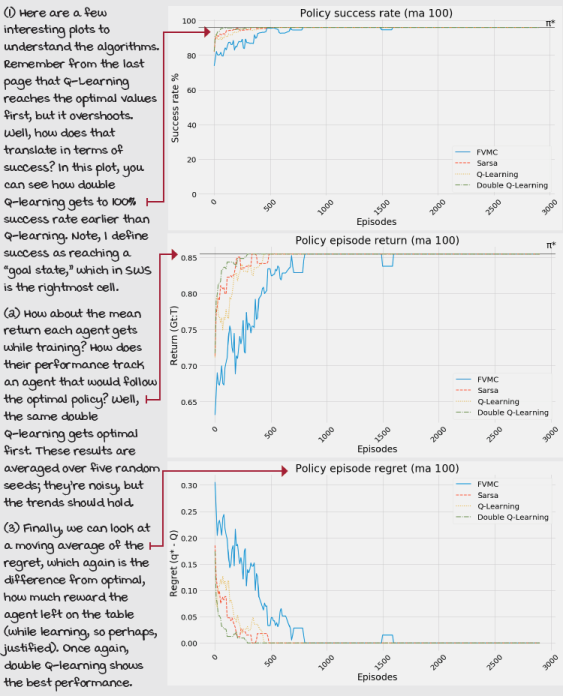 (1) Here are a few
interesting plots to
understand the algorithms.
Remember from the last
page that Q-Learning
reaches the optimal values
first, but it overshoots.
Well, how does that
translate in terms of
success? In this plot, you
can see how double
Q-learning gets to 100%
success rate earlier than
Q-learning. Note, I define
success as reaching a
"goal state," which in SWS
is the rightmost cell.
(2) How about the mean
return each agent gets
while training? How does
their performance track
an agent that would follow
the optimal policy? Well,
the same double
Q-learning gets optimal
first. These results are
averaged over five random
seeds; they're noisy, but
the trends should hold.
(3) Finally, we can look at
a moving average of the
regret, which again is the
difference from optimal,
how much reward the
agent left on the table
(while learning, so perhaps,
justified). Once again,
double Q-learning shows
the best performance.
Policy success rate (ma 100)
π*
Success rate %
100
80
60
40
20
0
FVMC
Sarsa
Q-Learning
Double Q-Learning
0 500 1000 1500 2000 2500 3000
Episodes
Policy episode return (ma 100)
π*
Return (Gt:T)
0.85
0.80
0.75
0.70
0.65
FVMC
Sarsa
Q-Learning
Double Q-Learning
0 500 1000 1500 2000 2500 3000
Episodes
Policy episode regret (ma 100)
Regret (q* - Q)
0.30
0.25
0.20
0.15
0.10
0.05
0.00
FVMC
Sarsa
Q-Learning
Double Q-Learning
0 500 1000 1500 2000 2500 3000
Episodes